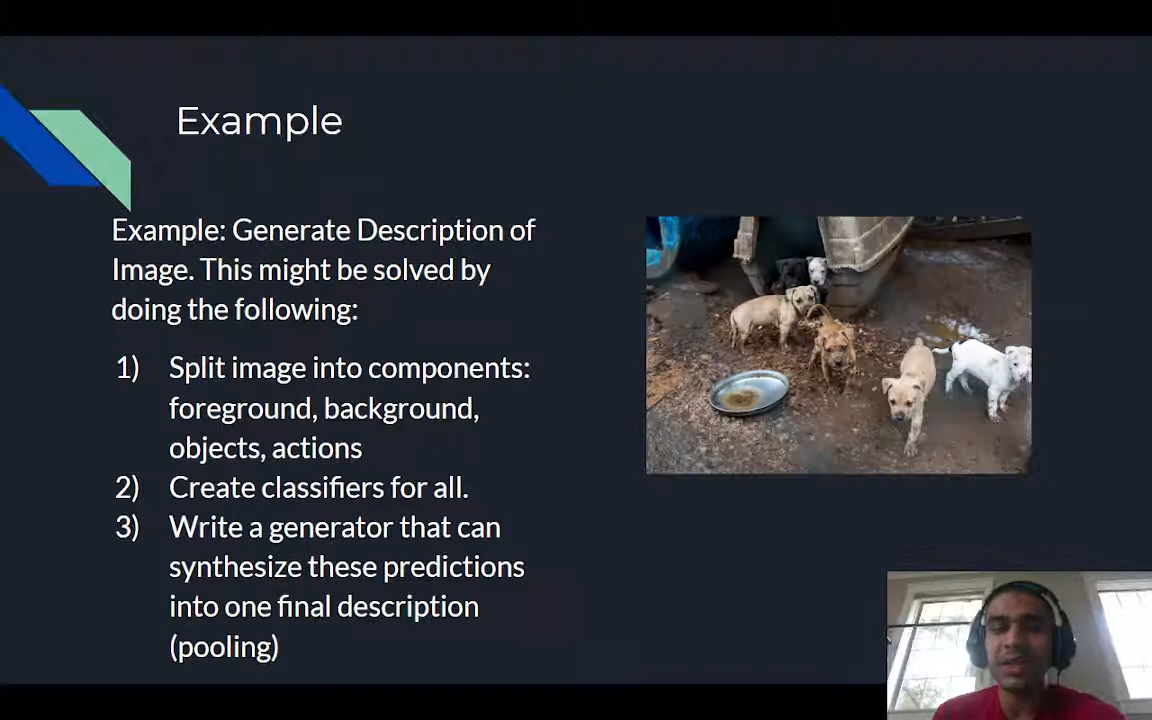 Example
Example: Generate Description of
Image. This might be solved by
doing the following:
1) Split image into components:
foreground, background,
objects, actions
2) Create classifiers for all.
3) Write a generator that can
synthesize these predictions
into one final description
(pooling)